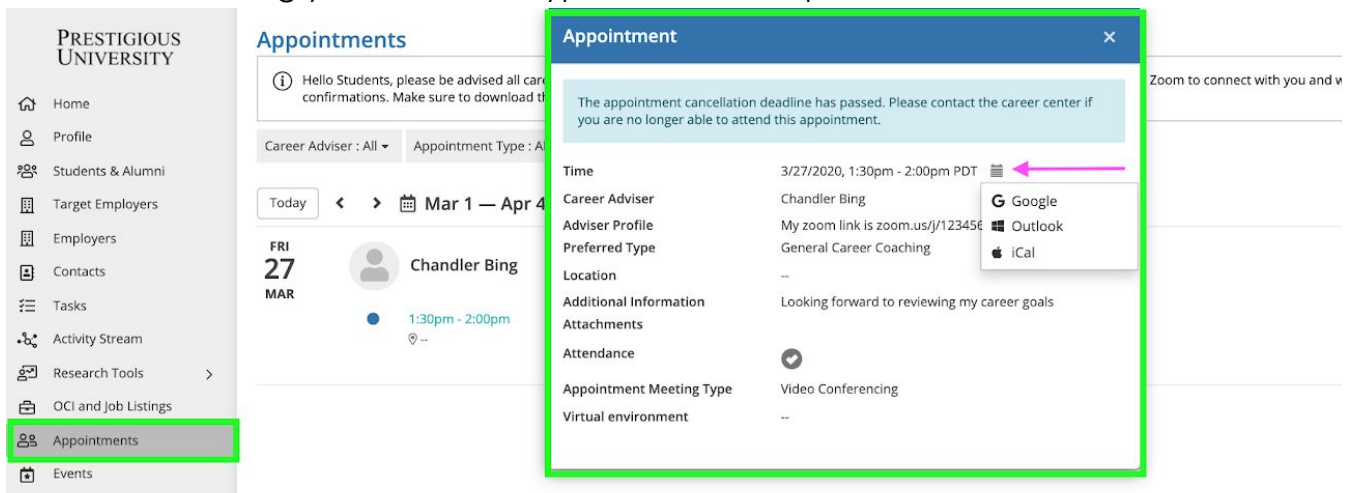 PRESTIGIOUS
UNIVERSITY
Home
Profile
Students & Alumni
Target Employers
Employers
Contacts
Tasks
Activity Stream
Research Tools
OCI and Job Listings
Appointments
Events
Appointments
Hello Students, please be advised all
Zoom to connect with you and
confirmations. Make sure to download
Career Adviser : All
Appointment Type :
Today
Mar 1 — Apr 4
FRI
27
MAR
Chandler Bing
1:30pm - 2:00pm
--
Appointment
The appointment cancellation deadline has passed. Please contact the career center if
you are no longer able to attend this appointment.
Time 3/27/2020, 1:30pm - 2:00pm PDT
Google
Outlook
iCal
Career Adviser Chandler Bing
Adviser Profile My zoom link is zoom.us/j/123456
Preferred Type General Career Coaching
Location --
Additional Information Looking forward to reviewing my career goals
Attachments
Attendance
Appointment Meeting Type Video Conferencing
Virtual environment --